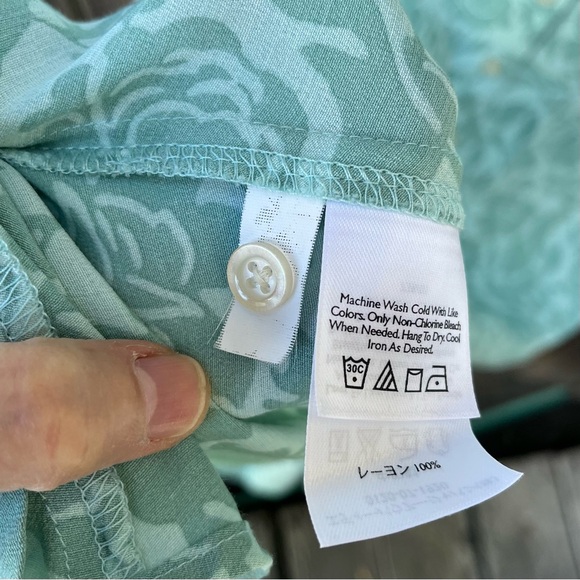 Machine Wash Cold With Like
Colors. Only Non-Chlorine Bleach
When Needed. Hang To Dry. Cool
Iron As Desired.
30C
レーヨン 100%